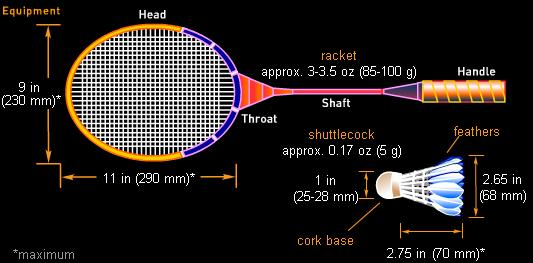 Equipment
Head
9 in
(230 mm)*
racket
approx. 3-3.5 oz (85-100 g)
Handle
Shaft
Throat
11 in (290 mm)*
shuttlecock
approx. 0.17 oz (5 g)
feathers
1 in
(25-28 mm)
2.65 in
(68 mm)
cork base
2.75 in (70 mm)*
*maximum